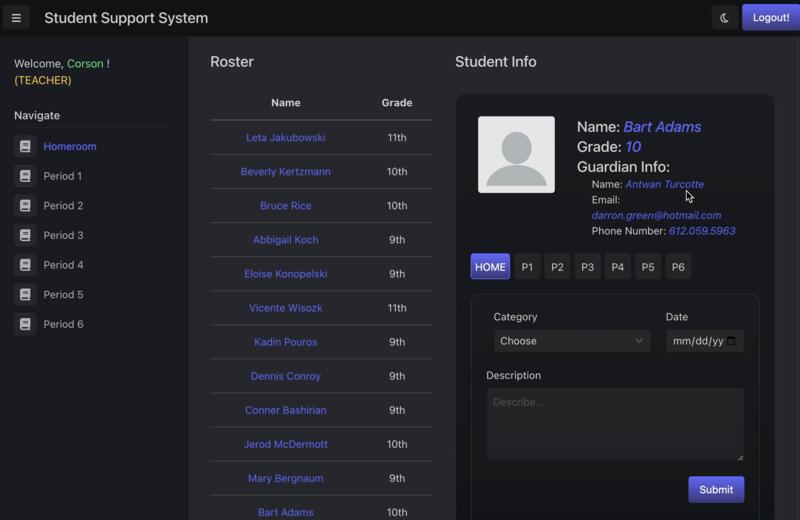 Student Support System
Logout!
Welcome, Corson !
(TEACHER)
Navigate
Homeroom
Period 1
Period 2
Period 3
Period 4
Period 5
Period 6
Roster
Name Grade
Leta Jakubowski 11th
Beverly Kertzmann 10th
Bruce Rice 10th
Abbigail Koch 9th
Eloise Konopelski 9th
Vicente Wisozk 11th
Kadin Pouros 9th
Dennis Conroy 9th
Conner Bashirian 9th
Jerod McDermott 10th
Mary Bergnaum 9th
Bart Adams 10th
Student Info
Name: Bart Adams
Grade: 10
Guardian Info:
Name: Antwan Turcotte
Email:
darron.green@hotmail.com
Phone Number: 612.059.5963
HOME P1 P2 P3 P4 P5 P6
Category Date
Choose mm/dd/yy
Description
Describe...
Submit